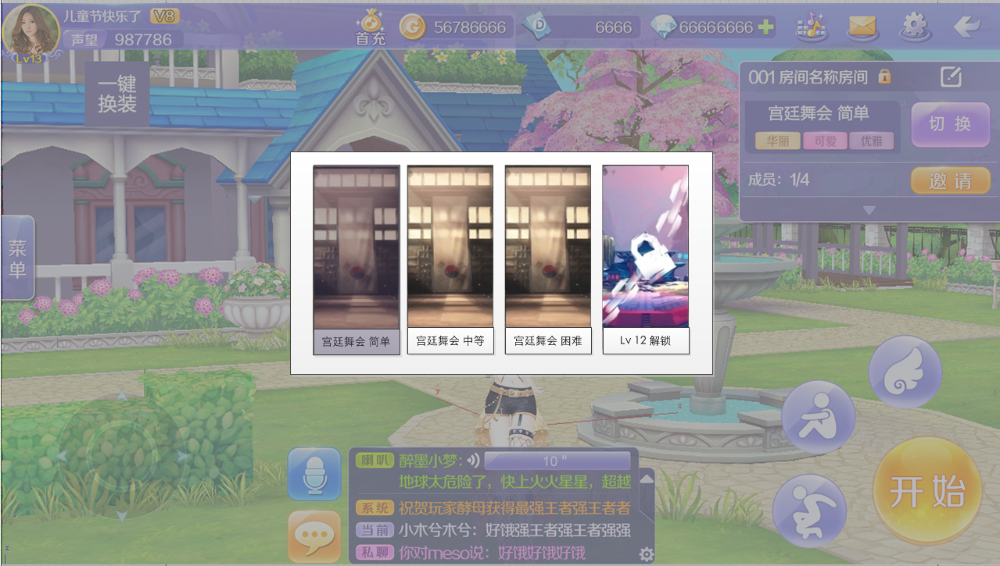 儿童节快乐了 V8
声望 987786
Lv13
首充
G 56786666
D 6666
66666666
一键
换装
001 房间名称房间
宫廷舞会 简单
华丽 可爱 优雅
切 换
成员：1/4
邀 请
菜
单
宫廷舞会 简单
宫廷舞会 中等
宫廷舞会 困难
Lv 12 解锁
y
x
z
喇叭 醉墨小梦： 10 "
地球太危险了，快上火火星星，超越
系统 祝贺玩家酵母获得最强王者强王者者
当前 小木兮木兮：好饿强王者强王者强强
私聊 你对meso说：好饿好饿好饿
开始